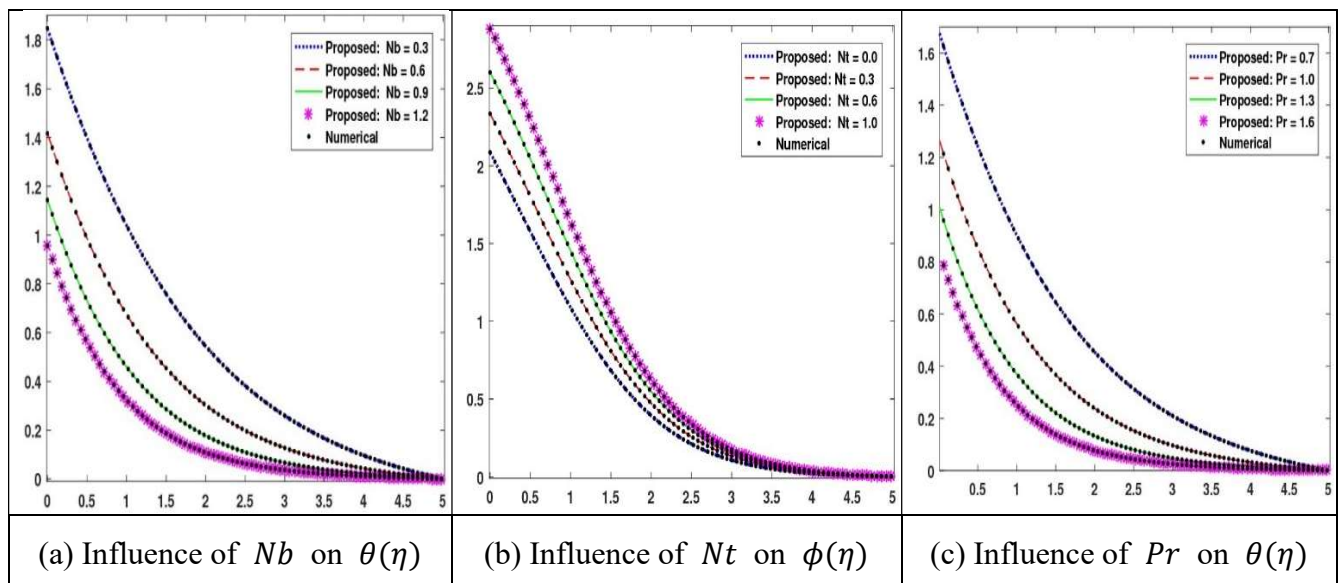 1.8
1.6
1.4
1.2
1
0.8
0.6
0.4
0.2
0
0 0.5 1 1.5 2 2.5 3 3.5 4 4.5 5
Proposed: Nb = 0.3
Proposed: Nb = 0.6
Proposed: Nb = 0.9
Proposed: Nb = 1.2
Numerical
(a) Influence of Nb on θ(η)
2.5
2
1.5
1
0.5
0
0 0.5 1 1.5 2 2.5 3 3.5 4 4.5 5
Proposed: Nt = 0.0
Proposed: Nt = 0.3
Proposed: Nt = 0.6
Proposed: Nt = 1.0
Numerical
(b) Influence of Nt on ϕ(η)
1.6
1.4
1.2
1
0.8
0.6
0.4
0.2
0
0.5 1 1.5 2 2.5 3 3.5 4 4.5 5
Proposed: Pr = 0.7
Proposed: Pr = 1.0
Proposed: Pr = 1.3
Proposed: Pr = 1.6
Numerical
(c) Influence of Pr on θ(η)